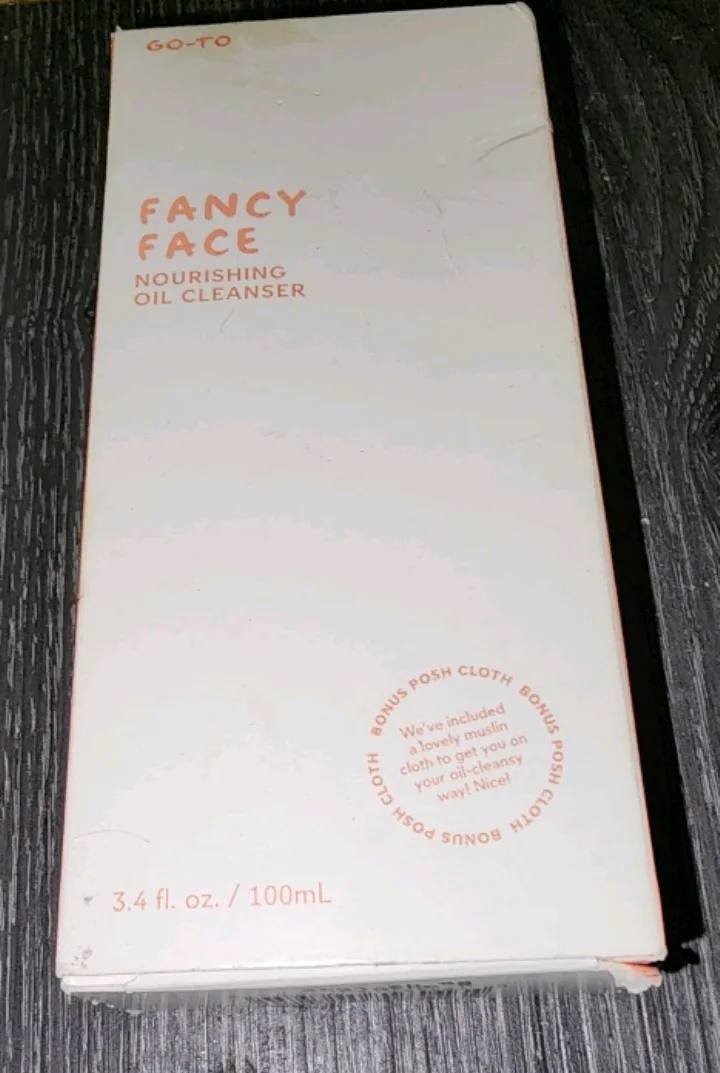 GO-TO
FANCY
FACE
NOURISHING
OIL CLEANSER
BONUS POSH CLOTH BONUS POSH CLOTH BONUS POSH CLOTH
We've included
a lovely muslin
cloth to get you on
your oil-cleansy
way! Nice!
3.4 fl. oz. / 100mL